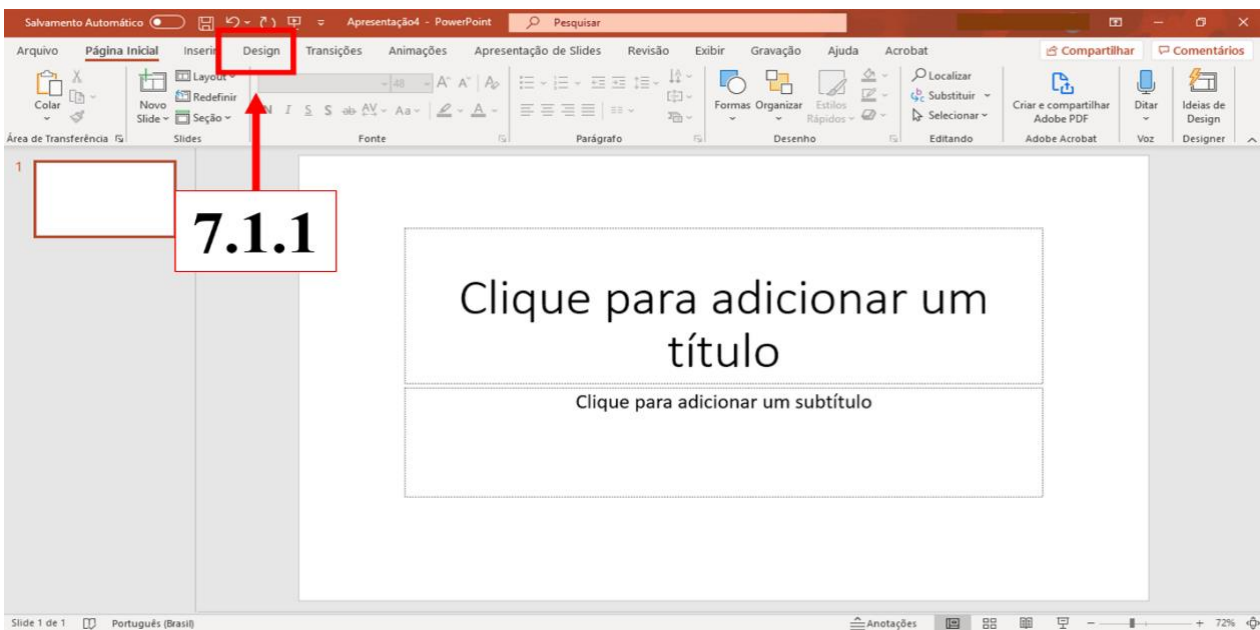 Salvamento Automático
Apresentação4 - PowerPoint
Pesquisar
Arquivo Página Inicial Inserir Design Transições Animações Apresentação de Slides Revisão Exibir Gravação Ajuda Acrobat Compartilhar Comentários
Colar
Novo Slide
Layout
Redefinir
Seção
48
N I S S ab AV Aa A
Formas Organizar Estilos Rápidos
Localizar
Substituir
Selecionar
Criar e compartilhar Adobe PDF
Ditar
Ideias de Design
Área de Transferência Slides Fonte Parágrafo Desenho Editando Adobe Acrobat Voz Designer
1
7.1.1
Clique para adicionar um
título
Clique para adicionar um subtítulo
Slide 1 de 1 Português (Brasil) Anotações 72%